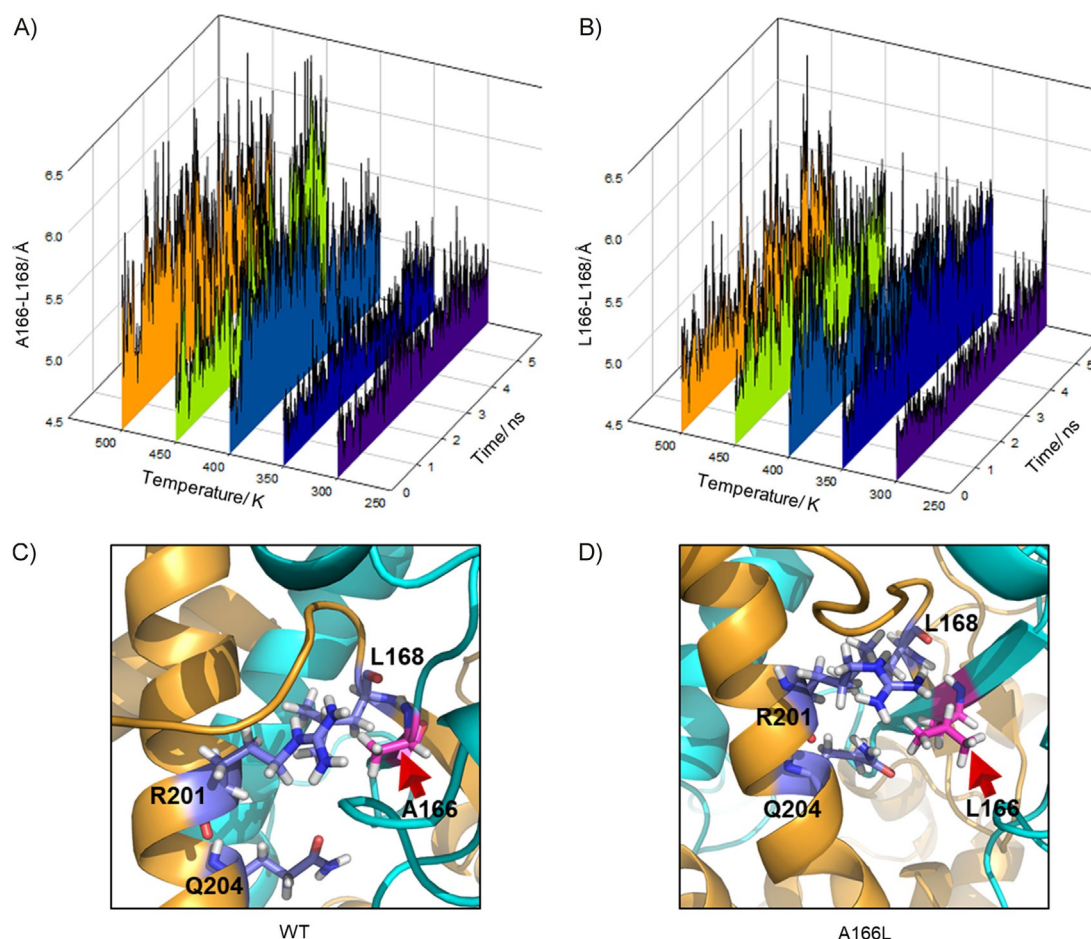 A)
A166-L168/ Å
6.5
6.0
5.5
5.0
4.5
500
450
400
350
300
250
Temperature/ K
0
1
2
3
4
5
Time/ ns
B)
L166-L168/ Å
6.5
6.0
5.5
5.0
4.5
500
450
400
350
300
250
Temperature/ K
0
1
2
3
4
5
Time/ ns
C)
L168
R201
A166
Q204
WT
D)
L168
R201
Q204
L166
A166L